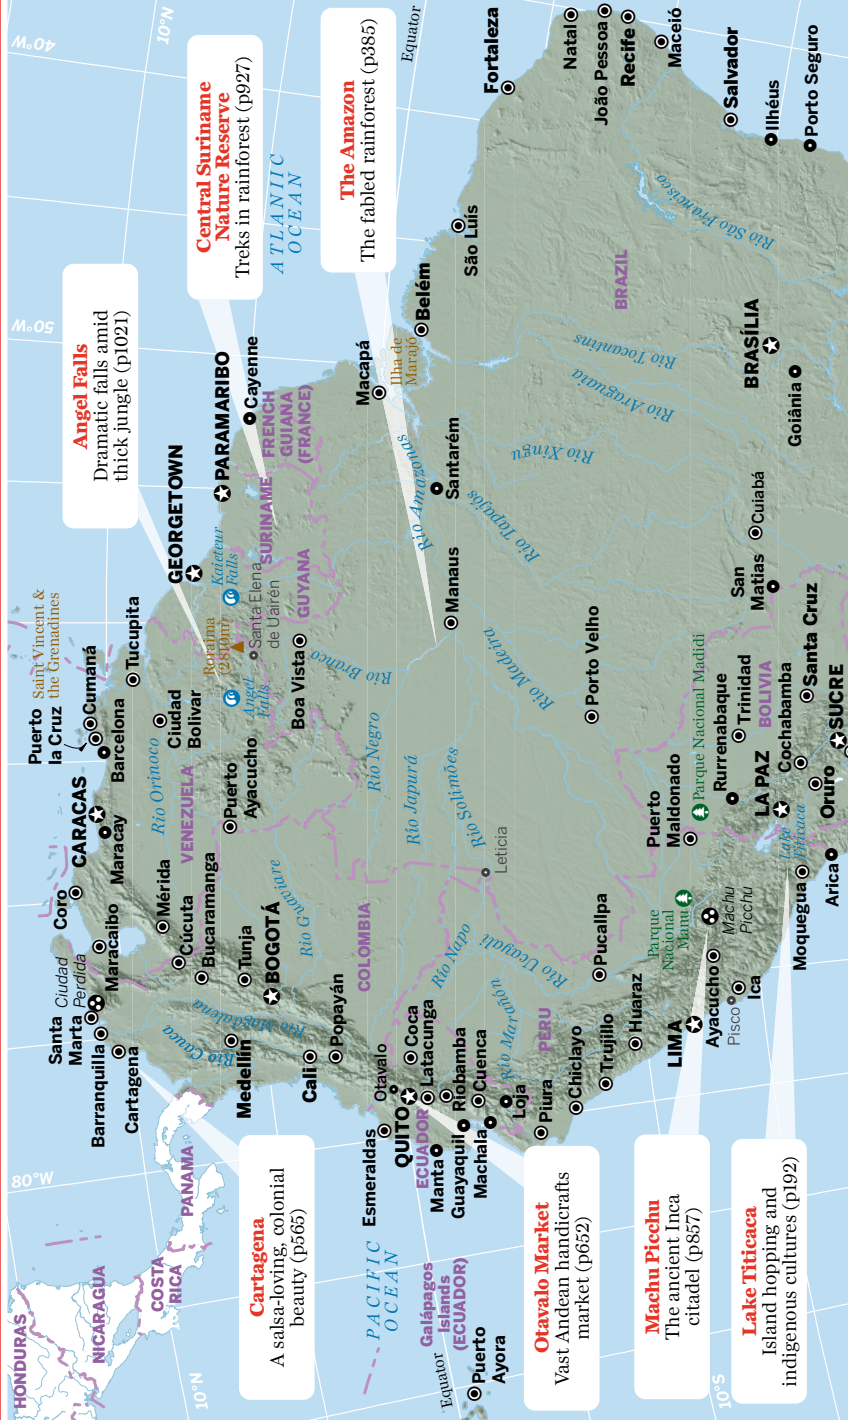 HONDURAS
NICARAGUA
COSTA
RICA
PANAMA
80°W
50°W
40°W
10°N
10°N
Saint Vincent &
the Grenadines
Angel Falls
Dramatic falls amid
thick jungle (p1021)
Central Suriname
Nature Reserve
Treks in rainforest (p927)
ATLANIIC
OCEAN
The Amazon
The fabled rainforest (p385)
Equator
Cartagena
A salsa-loving, colonial
beauty (p565)
Barranquilla
Cartagena
Santa
Marta
Ciudad
Perdida
Maracaibo
Coro
Maracay
CARACAS
Puerto
la Cruz
Barcelona
Cumaná
Tucupita
Ciudad
Bolívar
Río Orinoco
VENEZUELA
Mérida
Cúcuta
Bucaramanga
Puerto
Ayacucho
Tunja
BOGOTÁ
Río Cauca
Río Magdalena
Medellín
Río Guaviare
Cali
Popayán
COLOMBIA
GEORGETOWN
Kaieteur
Falls
Roraima
(2810m)
Angel
Falls
Santa Elena
de Uairén
PARAMARIBO
Cayenne
SURINAME
FRENCH
GUIANA
(FRANCE)
GUYANA
Boa Vista
Rio Branco
Rio Negro
Rio Japurá
Rio Solimões
Leticia
Macapá
Ilha de
Marajó
Belém
São Luís
Fortaleza
Natal
João Pessoa
Recife
Maceió
Salvador
Ilhéus
Porto Seguro
Rio Amazonas
Santarém
Manaus
Rio Tapajós
Rio Xingu
Rio Araguaia
Rio Tocantins
Rio São Francisco
BRAZIL
Rio Madeira
Porto Velho
PACIFIC
OCEAN
Galápagos
Islands
(ECUADOR)
Equator
Puerto
Ayora
Esmeraldas
Otavalo
QUITO
ECUADOR
Coca
Latacunga
Manta
Riobamba
Guayaquil
Cuenca
Machala
Loja
Río Napo
Río Marañón
Río Ucayali
PERU
Piura
Chiclayo
Trujillo
Huaraz
Pucallpa
Otavalo Market
Vast Andean handicrafts
market (p652)
Machu Picchu
The ancient Inca
citadel (p857)
Lake Titicaca
Island hopping and
indigenous cultures (p192)
10°S
LIMA
Parque
Nacional
Manu
Machu
Picchu
Ayacucho
Pisco
Ica
Puerto
Maldonado
Parque Nacional Madidi
Rurrenabaque
Trinidad
BOLIVIA
LA PAZ
Lake
Titicaca
Moquegua
Arica
Cochabamba
Oruro
Santa Cruz
SUCRE
San
Matías
Cuiabá
Goiânia
BRASÍLIA